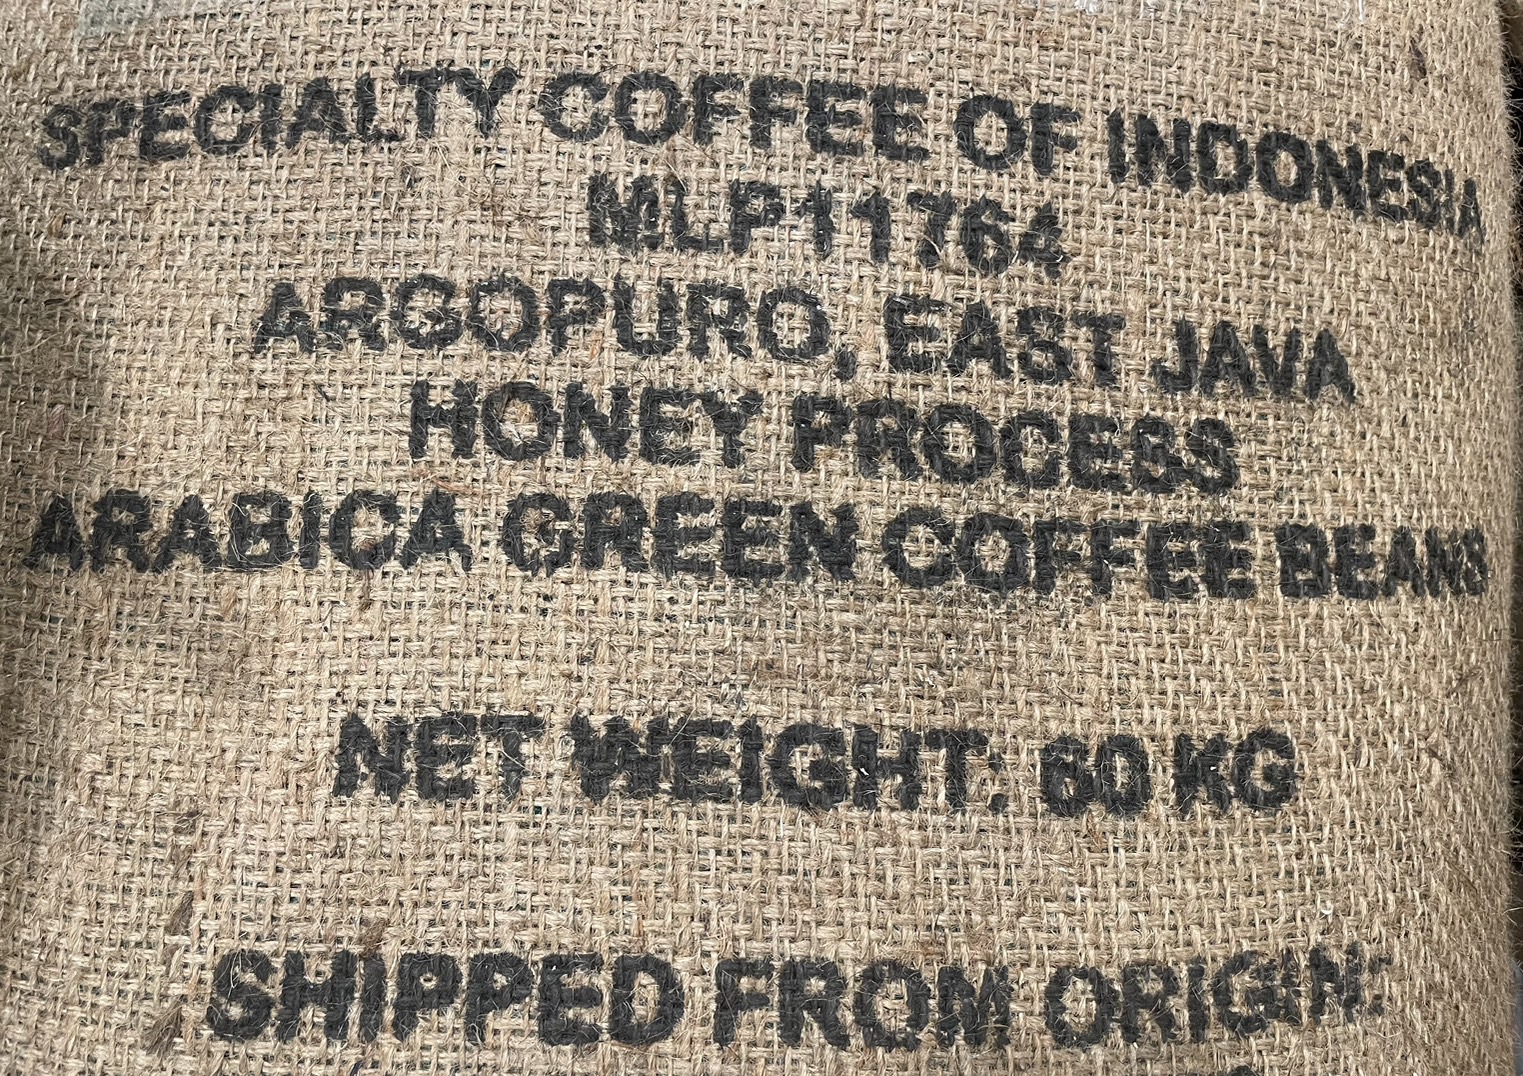 SPECIALTY COFFEE OF INDONESIA
MLP11764
ARGOPURO, EAST JAVA
HONEY PROCESS
ARABICA GREEN COFFEE BEANS
NET WEIGHT: 60 KG
SHIPPED FROM ORIGIN: